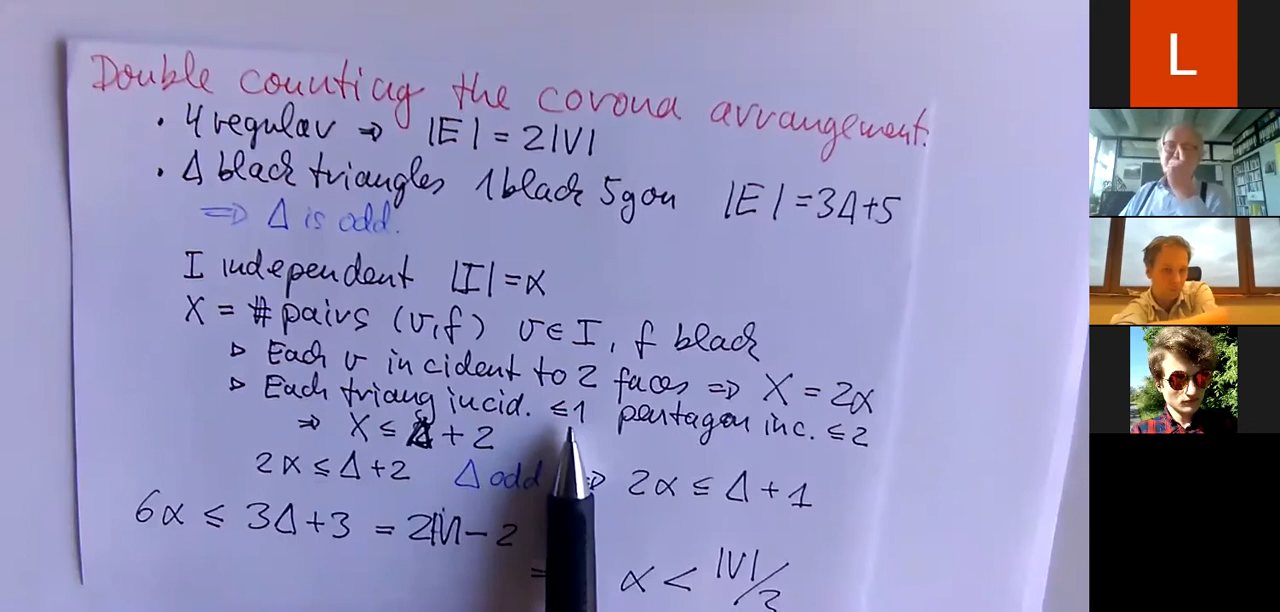 Double counting the corona arrangement.
· 4 regular ⇒ |E| = 2|V|
· Δ black triangles 1 black 5gon |E| = 3Δ+5
⇒ Δ is odd.
I independent |I| = α
X = # pairs (v,f) v ∈ I, f black
▷ Each v incident to 2 faces ⇒ X = 2α
▷ Each triang incid. ≤ 1 pentagon inc. ≤ 2
⇒ X ≤ Δ + 2
2α ≤ Δ + 2 Δ odd ⇒ 2α ≤ Δ + 1
6α ≤ 3Δ + 3 = 2|V| − 2
α < |V|/
L